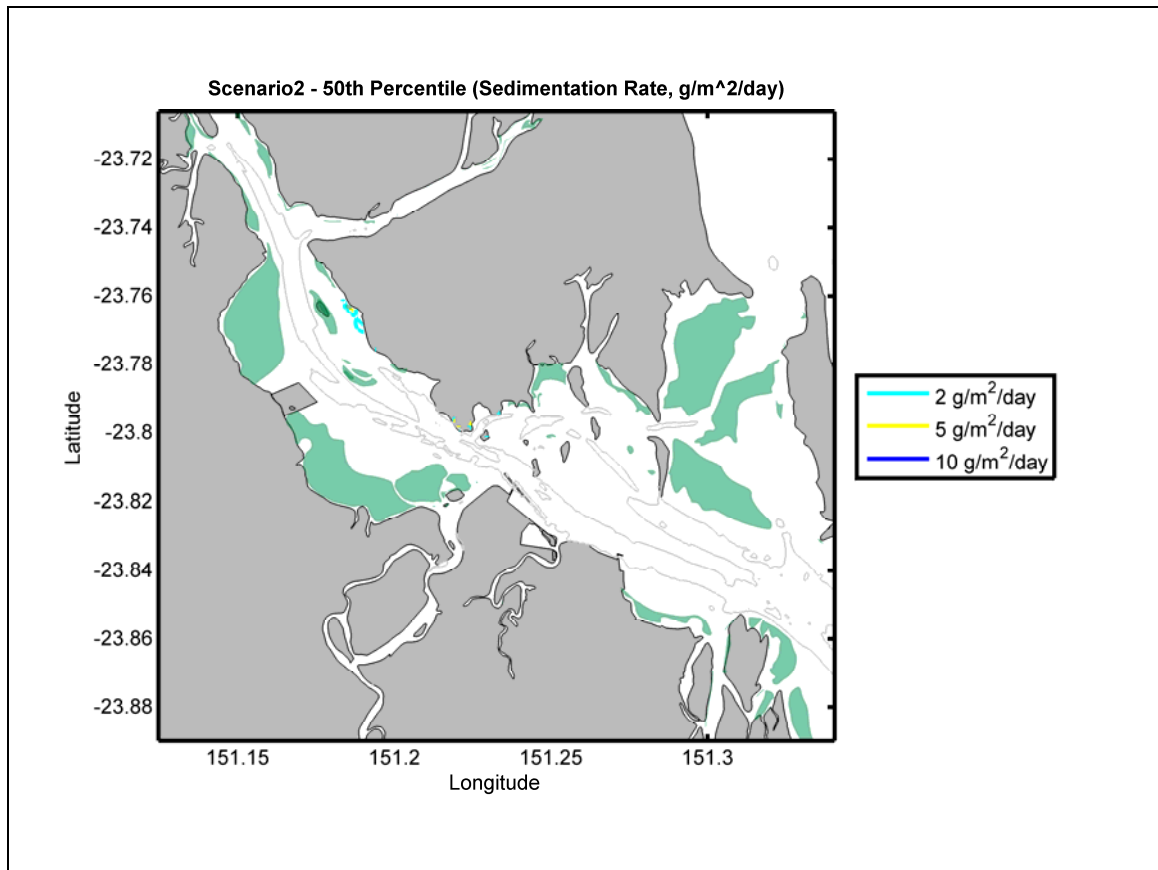 Scenario2 - 50th Percentile (Sedimentation Rate, g/m^2/day)
-23.72
-23.74
-23.76
-23.78
-23.8
-23.82
-23.84
-23.86
-23.88
Latitude
151.15
151.2
151.25
151.3
Longitude
2 g/m²/day
5 g/m²/day
10 g/m²/day